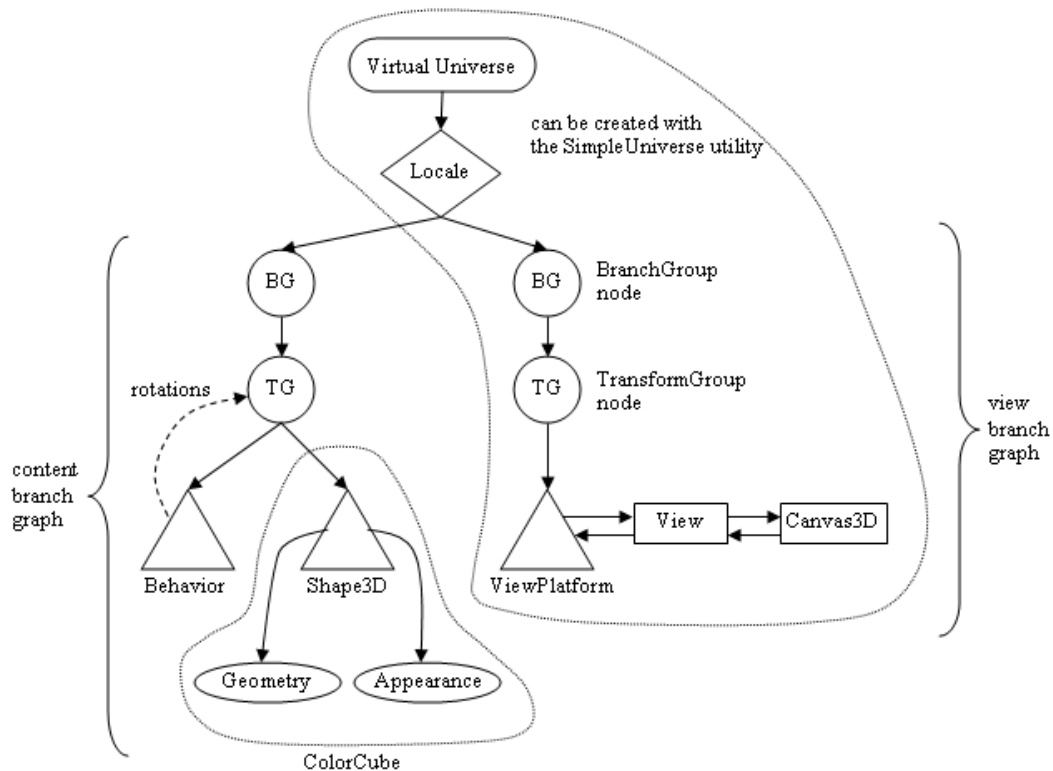 Virtual Universe
can be created with
the SimpleUniverse utility
Locale
BG
BG
BranchGroup
node
rotations
TG
TG
TransformGroup
node
view
branch
graph
content
branch
graph
View
Canvas3D
Behavior
Shape3D
ViewPlatform
Geometry
Appearance
ColorCube